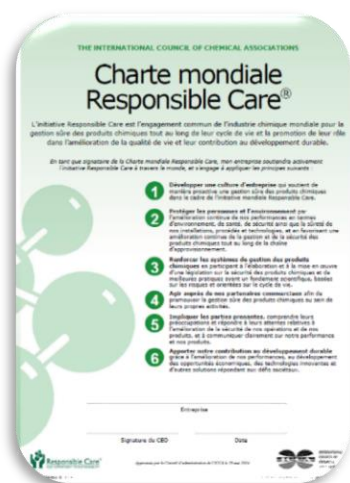 THE INTERNATIONAL COUNCIL OF CHEMICAL ASSOCIATIONS
Charte mondiale
Responsible Care®
L'initiative Responsible Care est l'engagement commun de l'industrie chimique mondiale pour la
gestion sûre des produits chimiques tout au long de leur cycle de vie et la promotion de leur rôle
dans l'amélioration de la qualité de vie et leur contribution au développement durable.
En tant que signataire de la Charte mondiale Responsible Care, mon entreprise soutiendra activement
l'initiative Responsible Care à travers le monde, et s'engage à appliquer les principes suivants :
1 Développer une culture d'entreprise qui soutient de
manière proactive une gestion sûre des produits chimiques
dans le cadre de l'initiative mondiale Responsible Care.
2 Protéger les personnes et l'environnement par
l'amélioration continue de nos performances en termes
d'environnement, de santé, de sécurité ainsi que la sûreté de
nos installations, procédés et technologies, et en favorisant une
amélioration continue de la gestion et de la sécurité des
produits chimiques tout au long de la chaîne
d'approvisionnement.
3 Renforcer les systèmes de gestion des produits
chimiques en participant à l'élaboration et à la mise en œuvre
d'une législation sur la sécurité des produits chimiques et de
meilleures pratiques ayant un fondement scientifique, basées
sur les risques et orientées sur le cycle de vie.
4 Agir auprès de nos partenaires commerciaux afin de
promouvoir la gestion sûre des produits chimiques au sein de
leurs propres activités.
5 Impliquer les parties prenantes, comprendre leurs
préoccupations et répondre à leurs attentes relatives à
l'amélioration de la sécurité de nos opérations et de nos
produits, et à communiquer clairement sur notre performance
et nos produits.
6 Apporter notre contribution au développement durable
grâce à l'amélioration de nos performances, au développement
des opportunités économiques, des technologies innovantes et
d'autres solutions répondant aux défis sociétaux.
Entreprise
Signature du CEO
Date
Responsible Care®